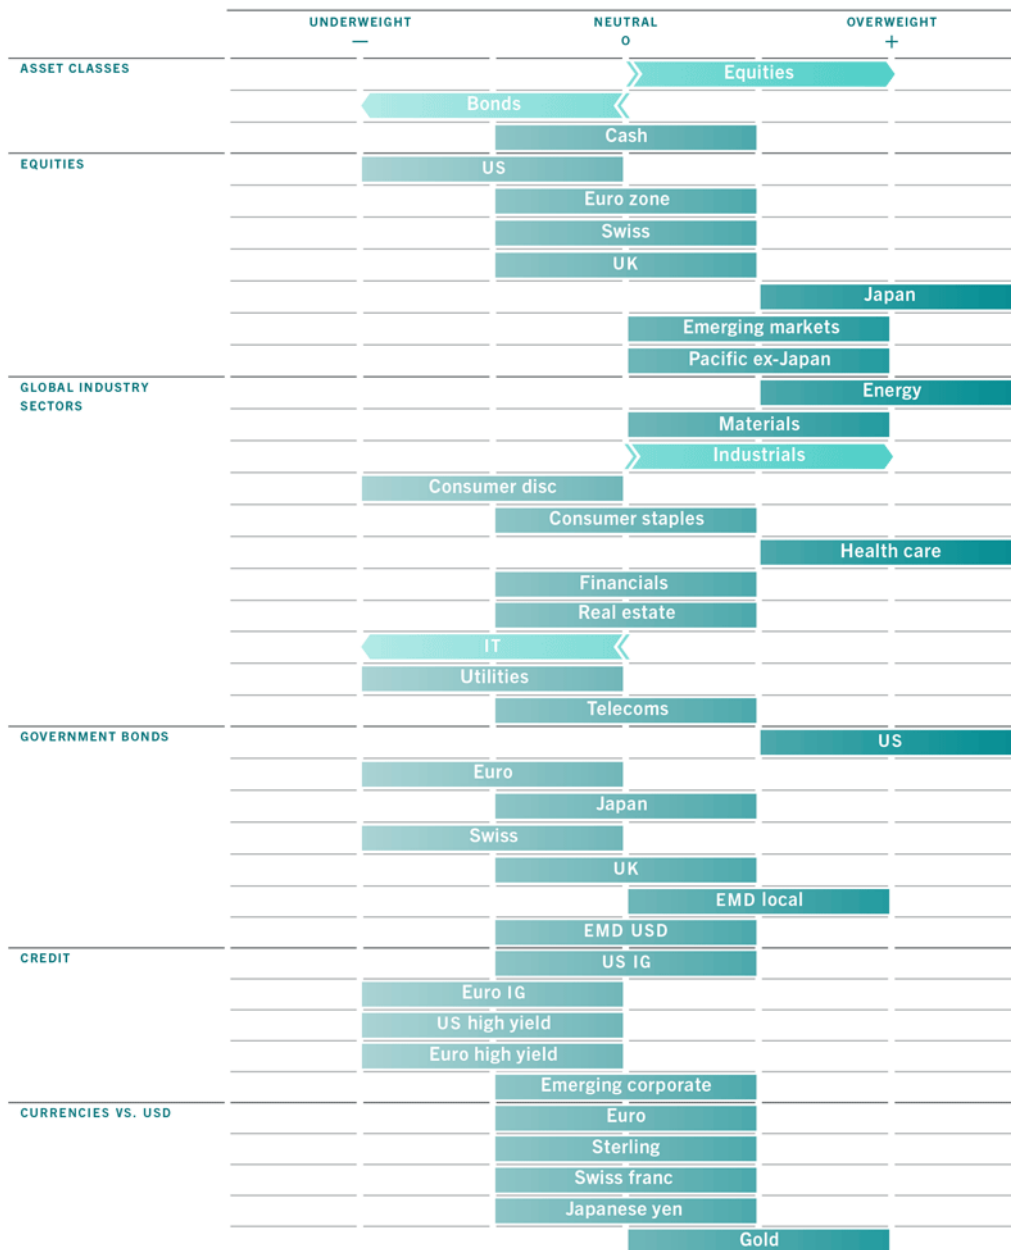 UNDERWEIGHT NEUTRAL OVERWEIGHT
— o +
ASSET CLASSES
Equities
Bonds
Cash
EQUITIES
US
Euro zone
Swiss
UK
Japan
Emerging markets
Pacific ex-Japan
GLOBAL INDUSTRY
SECTORS
Energy
Materials
Industrials
Consumer disc
Consumer staples
Health care
Financials
Real estate
IT
Utilities
Telecoms
GOVERNMENT BONDS
US
Euro
Japan
Swiss
UK
EMD local
EMD USD
CREDIT
US IG
Euro IG
US high yield
Euro high yield
Emerging corporate
CURRENCIES VS. USD
Euro
Sterling
Swiss franc
Japanese yen
Gold